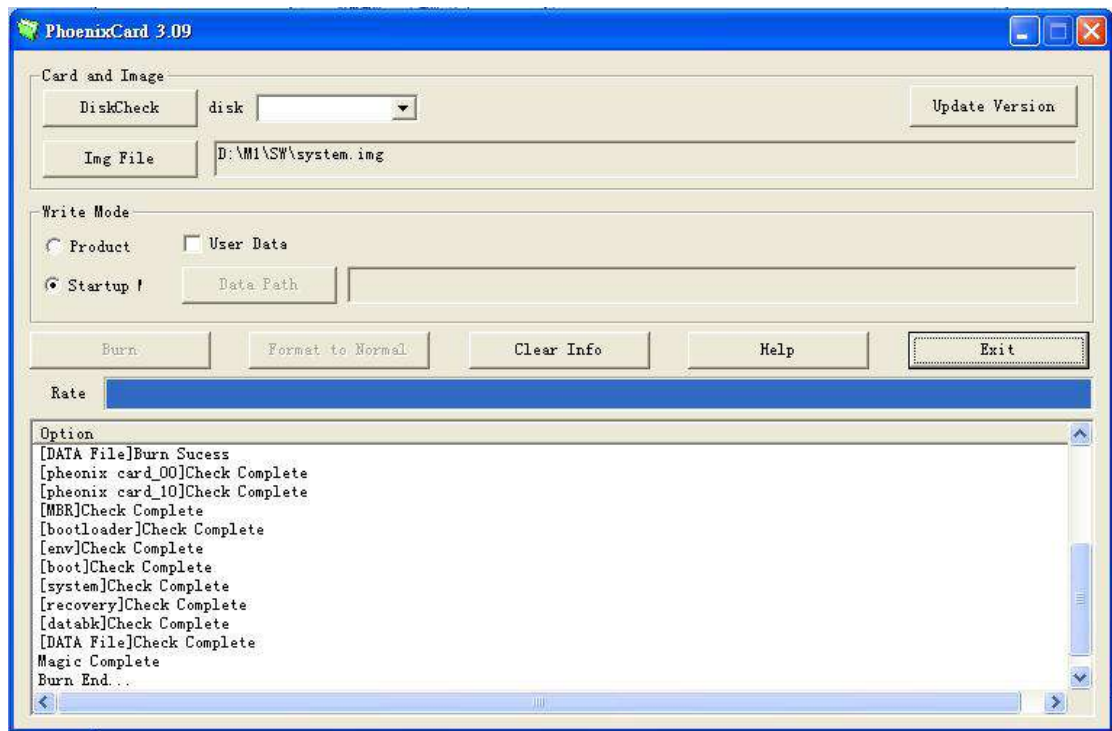 PhoenixCard 3.09
Card and Image
DiskCheck disk Update Version
Img File D:\M1\SW\system.img
Write Mode
Product User Data
Startup ! Data Path
Burn Format to Normal Clear Info Help Exit
Rate
Option
[DATA File]Burn Sucess
[pheonix card_00]Check Complete
[pheonix card_10]Check Complete
[MBR]Check Complete
[bootloader]Check Complete
[env]Check Complete
[boot]Check Complete
[system]Check Complete
[recovery]Check Complete
[databk]Check Complete
[DATA File]Check Complete
Magic Complete
Burn End...